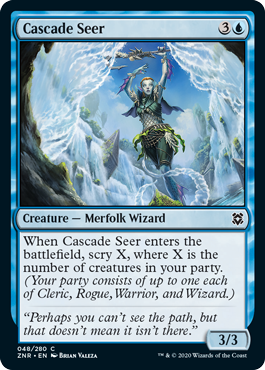 Cascade Seer 3
Creature — Merfolk Wizard
When Cascade Seer enters the
battlefield, scry X, where X is the
number of creatures in your party.
(Your party consists of up to one each
of Cleric, Rogue, Warrior, and Wizard.)
“Perhaps you can't see the path, but
that doesn't mean it isn't there.”
3/3
048/280 C
ZNR • EN BRIAN VALEZA ™ & © 2020 Wizards of the Coast